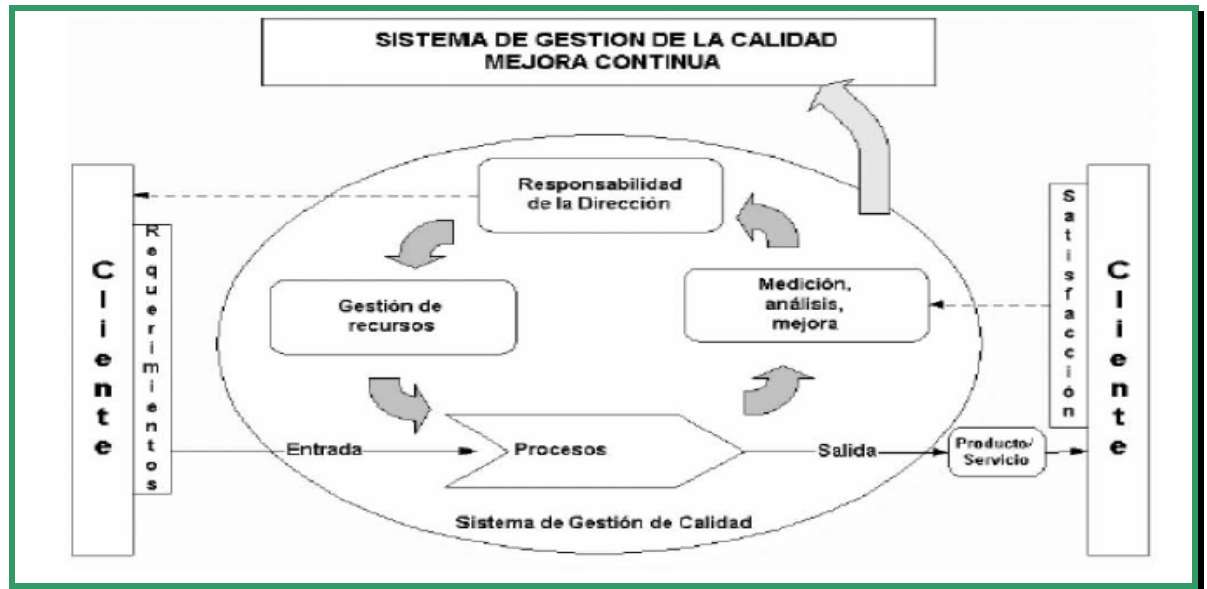 SISTEMA DE GESTION DE LA CALIDAD
MEJORA CONTINUA
Responsabilidad
de la Dirección
Cliente
Requerimientos
Gestión de
recursos
Medición,
análisis,
mejora
Satisfacción
Cliente
Entrada
Procesos
Salida
Producto/
Servicio
Sistema de Gestión de Calidad